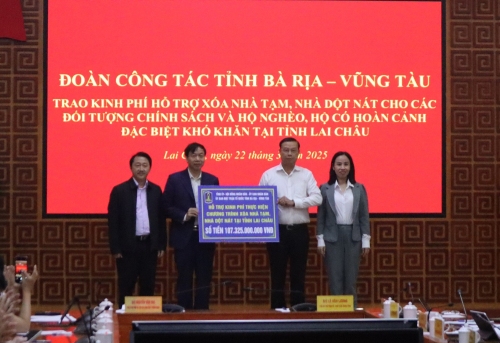 ĐOÀN CÔNG TÁC TỈNH BÀ RỊA – VŨNG TÀU
TRAO KINH PHÍ HỖ TRỢ XÓA NHÀ TẠM, NHÀ DỘT NÁT CHO CÁC
ĐỐI TƯỢNG CHÍNH SÁCH VÀ HỘ NGHÈO, HỘ CÓ HOÀN CẢNH
ĐẶC BIỆT KHÓ KHĂN TẠI TỈNH LAI CHÂU
Lai ngày 22 tháng 3 2025
HỖ TRỢ KINH PHÍ THỰC HIỆN
CHƯƠNG TRÌNH XÓA NHÀ TẠM,
NHÀ DỘT NÁT TẠI TỈNH LAI CHÂU
SỐ TIỀN 107.325.000.000 VNĐ